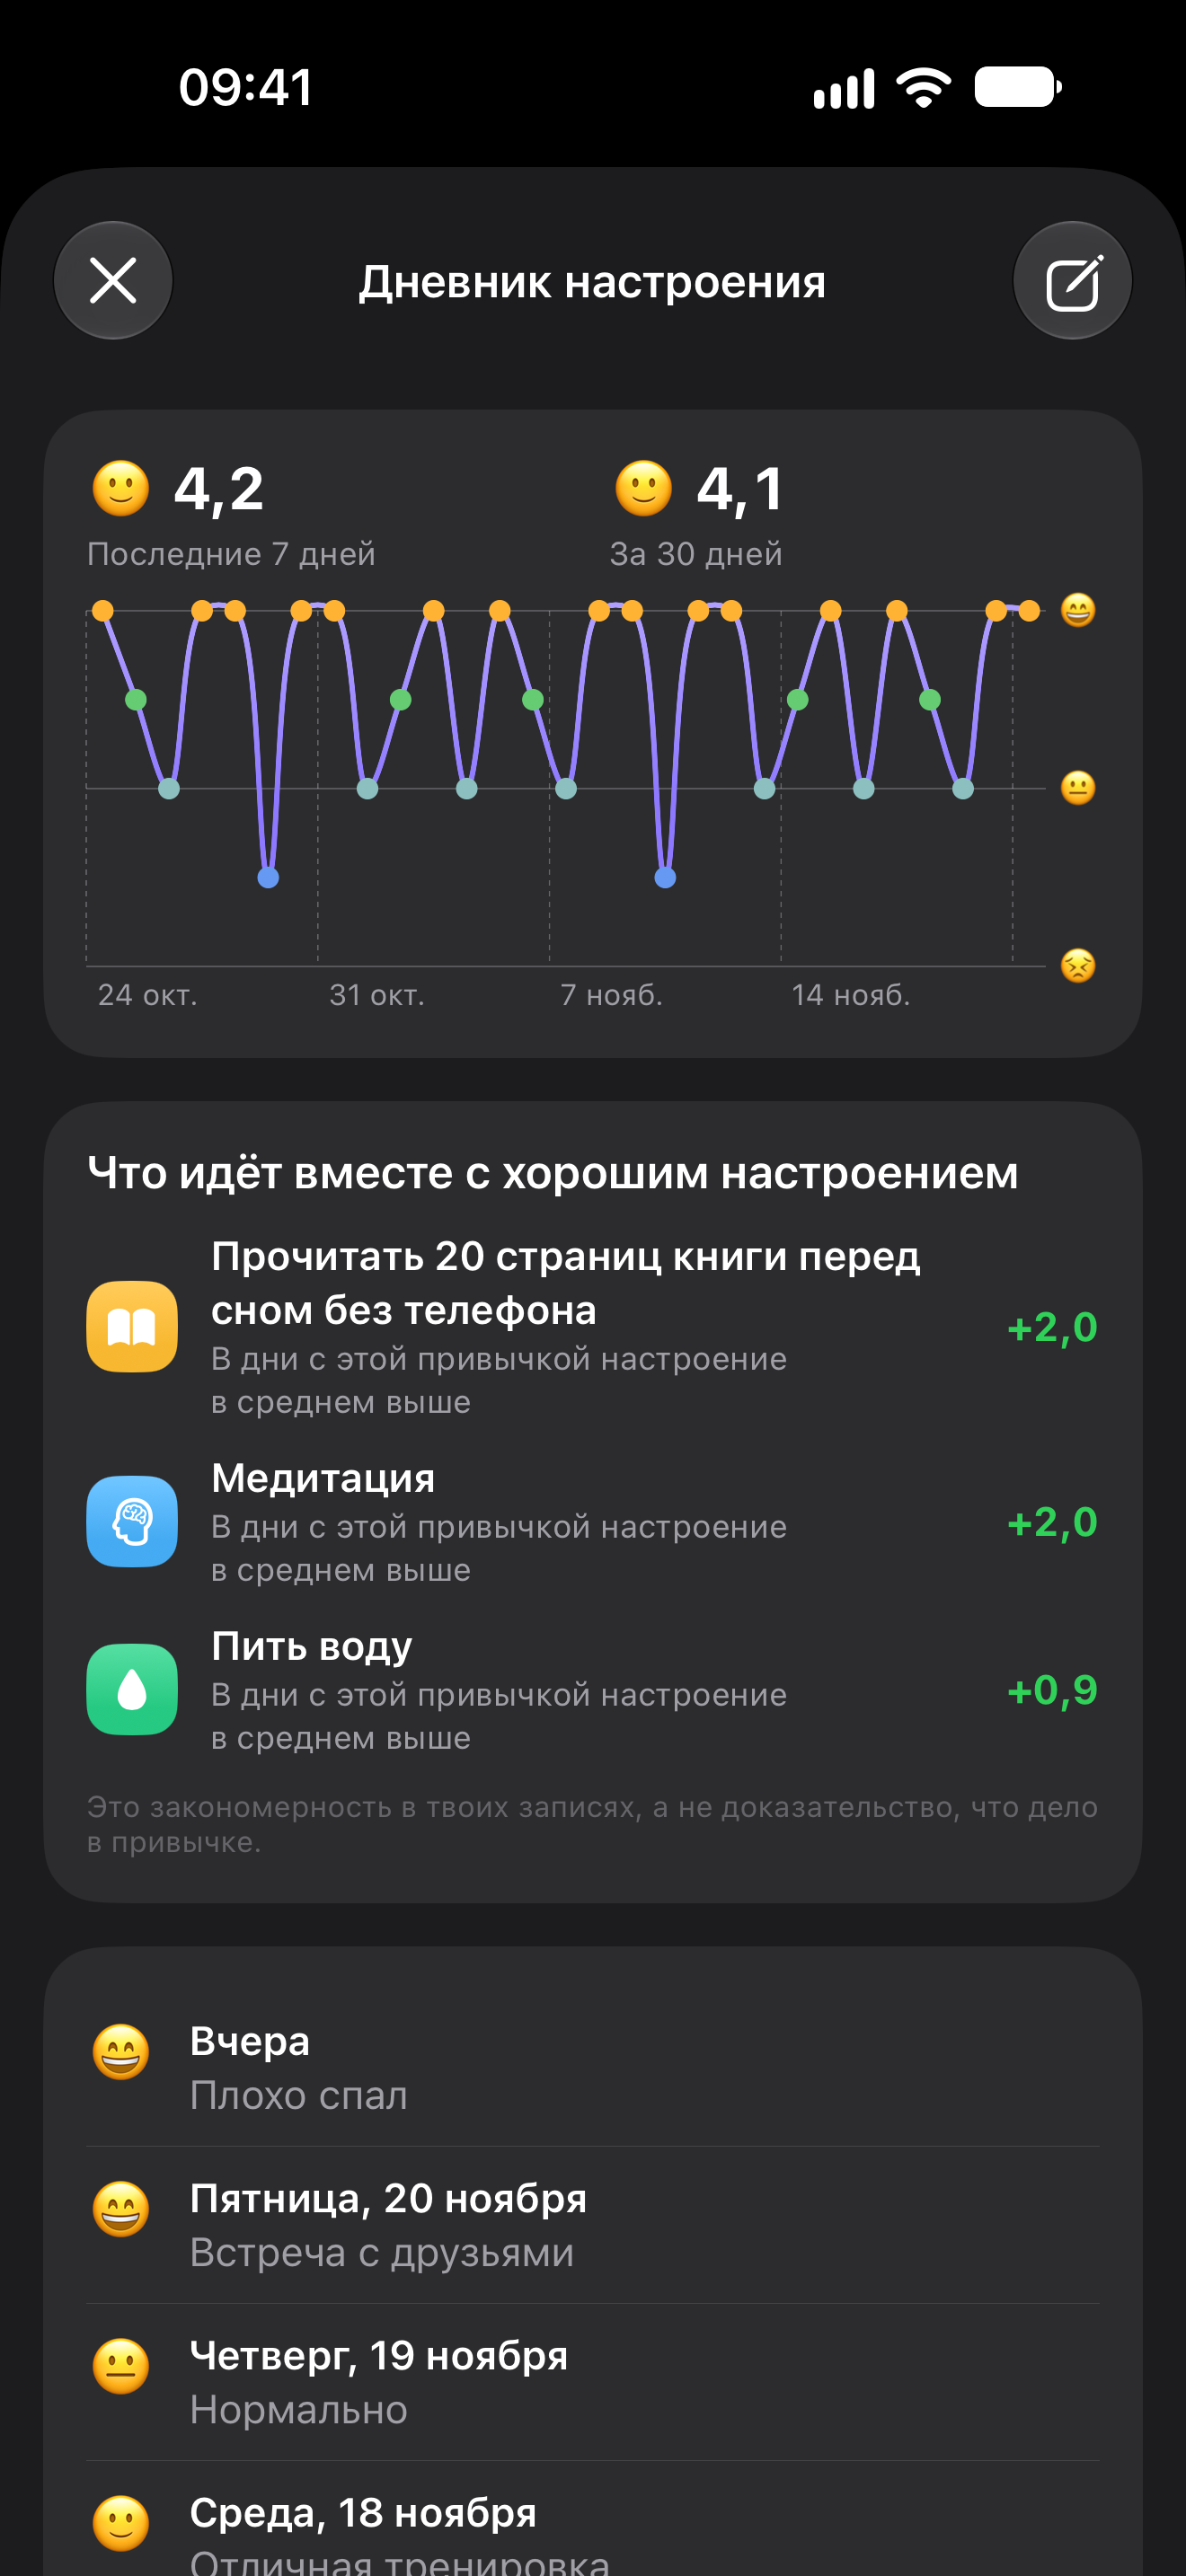 09:41
Дневник настроения
4,2
4,1
Последние 7 дней
За 30 дней
24 окт.
31 окт.
7 нояб.
14 нояб.
Что идёт вместе с хорошим настроением
Прочитать 20 страниц книги перед
сном без телефона
В дни с этой привычкой настроение
в среднем выше
+2,0
Медитация
В дни с этой привычкой настроение
в среднем выше
+2,0
Пить воду
В дни с этой привычкой настроение
в среднем выше
+0,9
Это закономерность в твоих записях, а не доказательство, что дело
в привычке.
Вчера
Плохо спал
Пятница, 20 ноября
Встреча с друзьями
Четверг, 19 ноября
Нормально
Среда, 18 ноября
Отличная тренировка